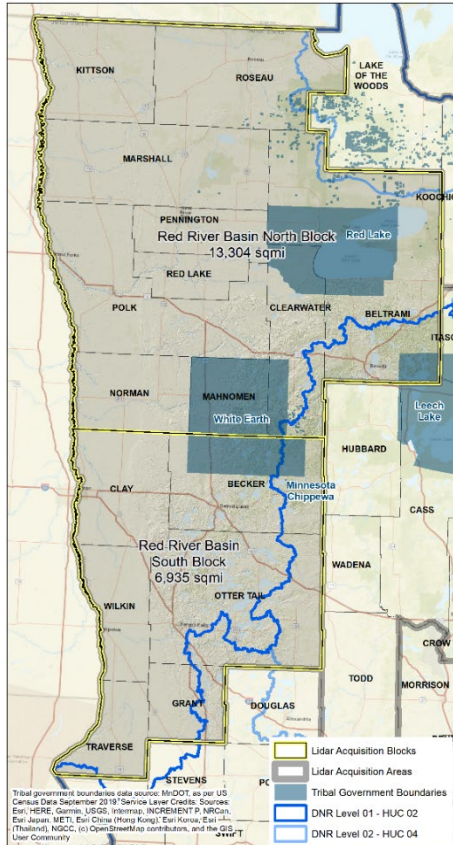 KITTSON
ROSEAU
LAKE
OF THE
WOODS
MARSHALL
KOOCHIC
PENNINGTON
Red River Basin North Block
13,304 sqmi
Red Lake
RED LAKE
POLK
CLEARWATER
BELTRAMI
ITASC
NORMAN
MAHNOMEN
White Earth
Leech
Lake
HUBBARD
CLAY
BECKER
Minnesota
Chippewa
CASS
Red River Basin
South Block
6,935 sqmi
WADENA
WILKIN
OTTER TAIL
CROW
TODD
MORRISON
GRANT
DOUGLAS
TRAVERSE
STEVENS
PO
SWIFT
Lidar Acquisition Blocks
Lidar Acquisition Areas
Tribal Government Boundaries
DNR Level 01 - HUC 02
DNR Level 02 - HUC 04
Tribal government boundaries data source: MnDOT, as per US
Census Data September 2019. Service Layer Credits: Sources:
Esri, HERE, Garmin, USGS, Intermap, INCREMENT P, NRCan,
Esri Japan, METI, Esri China (Hong Kong), Esri Korea, Esri
(Thailand), NGCC, (c) OpenStreetMap contributors, and the GIS
User Community